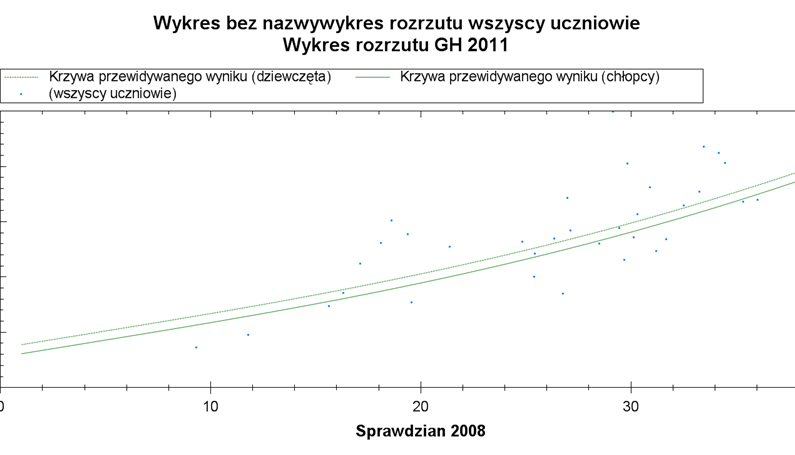 Wykres bez nazwywykres rozrzutu wszyscy uczniowie
Wykres rozrzutu GH 2011
Krzywa przewidywanego wyniku (dziewczęta) Krzywa przewidywanego wyniku (chłopcy)
(wszyscy uczniowie)
0 10 20 30
Sprawdzian 2008